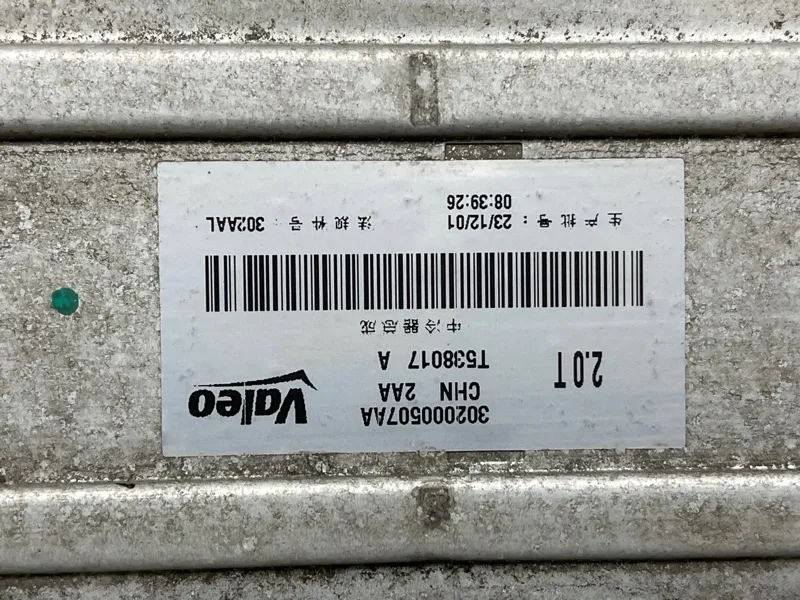 302000507AA
CHN 2AA
Valeo
2.0T
T538017 A
中冷器总成
生产批号: 23/12/01
08:39:26
法规件号: 302AAL